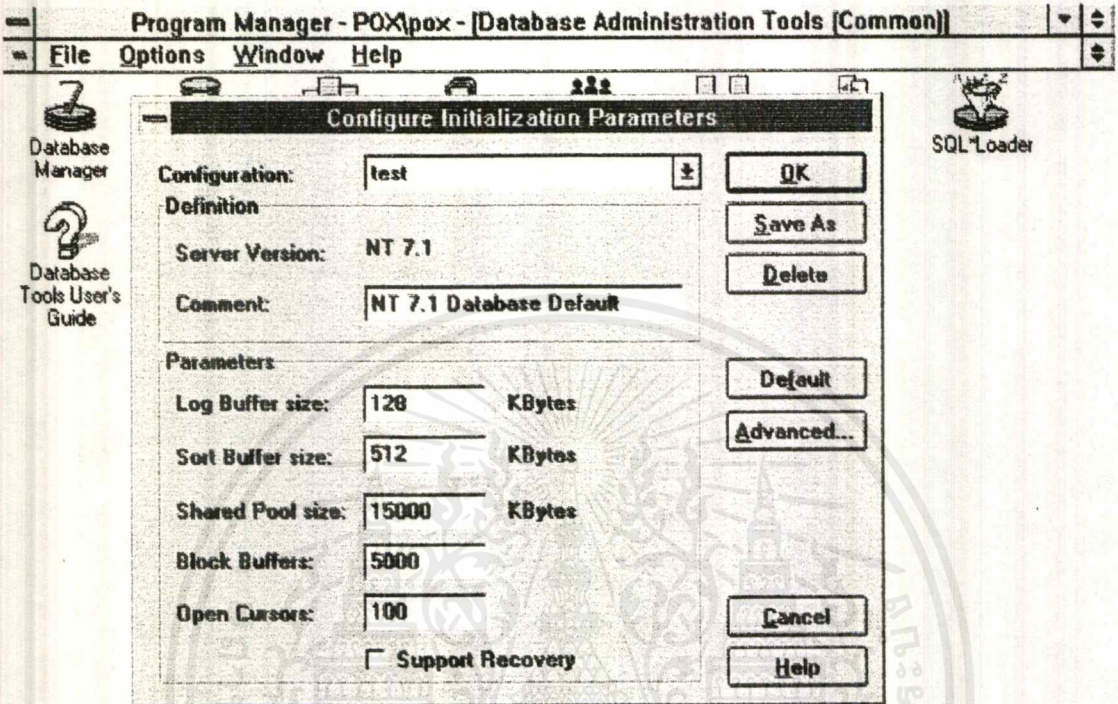 Program Manager - POX\pox - [Database Administration Tools (Common)]
File Options Window Help
Database Manager
SQL*Loader
Database Tools User's Guide
Configure Initialization Parameters
Configuration: test
Definition
Server Version: NT 7.1
Comment: NT 7.1 Database Default
Parameters
Log Buffer size: 128 KBytes
Sort Buffer size: 512 KBytes
Shared Pool size: 15000 KBytes
Block Buffers: 5000
Open Cursors: 100
Support Recovery
OK
Save As
Delete
Default
Advanced...
Cancel
Help